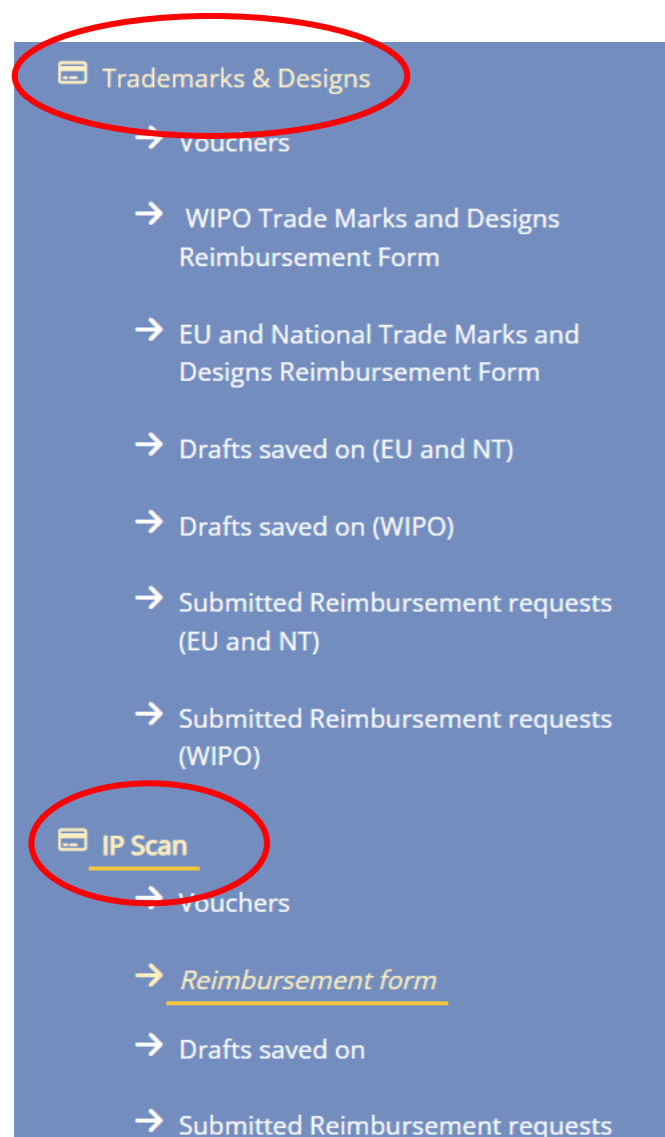 Trademarks & Designs
Vouchers
WIPO Trade Marks and Designs
Reimbursement Form
EU and National Trade Marks and
Designs Reimbursement Form
Drafts saved on (EU and NT)
Drafts saved on (WIPO)
Submitted Reimbursement requests
(EU and NT)
Submitted Reimbursement requests
(WIPO)
IP Scan
Vouchers
Reimbursement form
Drafts saved on
Submitted Reimbursement requests